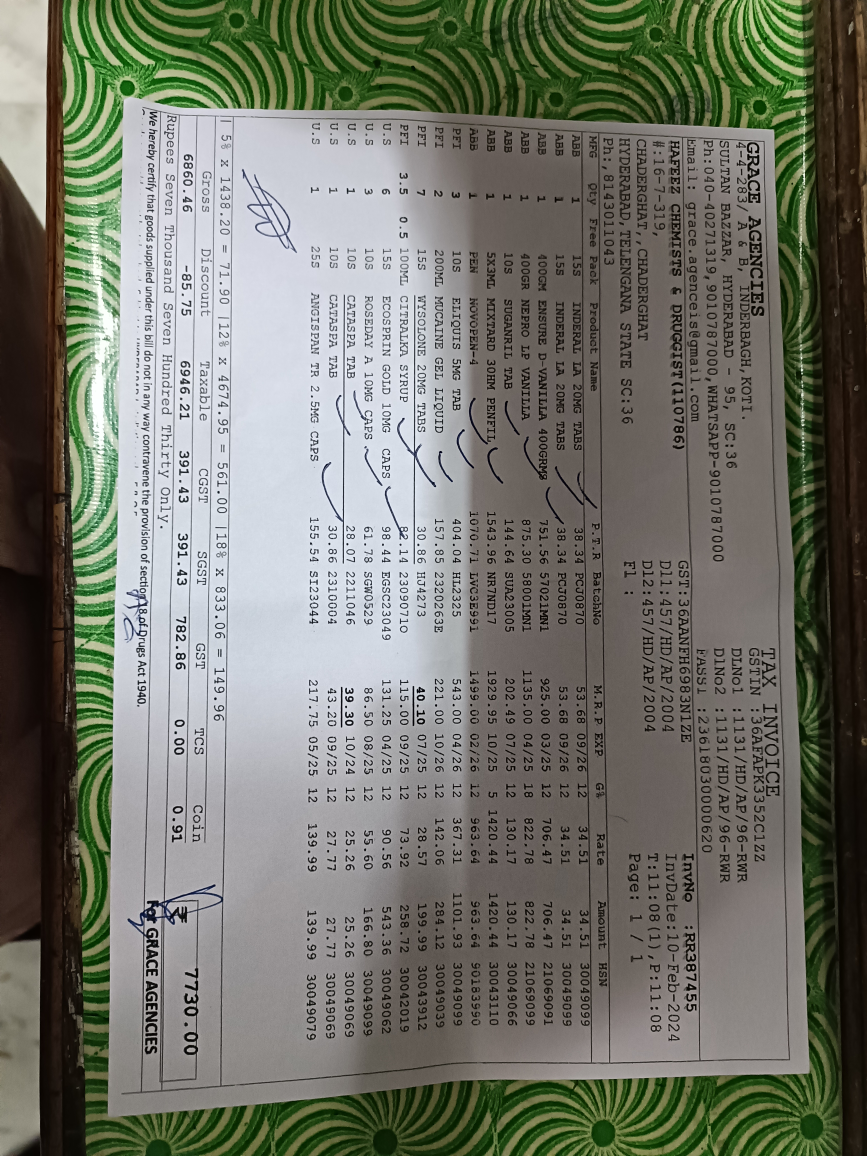 GRACE AGENCIES
4-4-283, A & B, INDERBAGH, KOTI.
SULTAN BAZZAR, HYDERABAD - 95, SC:36
Ph:040-40271319,9010787000,WHATSAPP-9010787000
Email: grace.agenceis@gmail.com
TAX INVOICE
GSTIN :36AFAPK3352C1ZZ
DLNo1 :1131/HD/AP/96-RWR
DlNo2 :1131/HD/AP/96-RWR
FASSI :23618030000620
HAFEEZ CHEMISTS & DRUGGIST(110786)
#:16-7-319,
CHADERGHAT,,CHADERGHAT
HYDERABAD,TELENGANA STATE SC:36
Ph:,8143011043
GST:36AANFH6983N1ZE
Dl1:457/HD/AP/2004
Dl2:457/HD/AP/2004
Fl :
InvNo :RR387455
InvDate:10-Feb-2024
T:11:08(1),P:11:08
Page: 1 / 1
MFG Qty Free Pack Product Name P.T.R BatchNo M.R.P EXP G% Rate Amount HSN
ABB 1 15S INDERAL LA 20MG TABS 38.34 PCJ0870 53.68 09/26 12 34.51 34.51 30049099
ABB 1 15S INDERAL LA 20MG TABS 38.34 PCJ0870 53.68 09/26 12 34.51 34.51 30049099
ABB 1 400GM ENSURE D-VANILLA 400GRMS 751.56 57021MN1 925.00 03/25 12 706.47 706.47 21069091
ABB 1 400GR NEPRO LP VANILLA 875.30 58001MN1 1135.00 04/25 18 822.78 822.78 21069099
ABB 1 10S SUGANRIL TAB 144.64 SUA23005 202.49 07/25 12 130.17 130.17 30049066
ABB 1 5X3ML MIXTARD 30HM PENFIL 1543.96 NR7ND17 1929.95 10/25 5 1420.44 1420.44 30043110
ABB 1 PEN NOVOPEN-4 1070.71 LVC3E991 1499.00 02/26 12 963.64 963.64 90183990
PFI 3 10S ELIQUIS 5MG TAB 404.04 HL2325 543.00 04/26 12 367.31 1101.93 30049099
PFI 2 200ML MUCAINE GEL LIQUID 157.85 2320263E 221.00 10/26 12 142.06 284.12 30049039
PFI 7 15S WYSOLONE 20MG TABS 30.86 HJ4273 40.10 07/25 12 28.57 199.99 30043912
PFI 3.5 0.5 100ML CITRALKA SYRUP 82.14 23090710 115.00 09/25 12 73.92 258.72 30042019
U.S 6 15S ECOSPRIN GOLD 10MG CAPS 98.44 EGSC23049 131.25 04/25 12 90.56 543.36 30049062
U.S 3 10S ROSEDAY A 10MG CAPS 61.78 SGW0529 86.50 08/25 12 55.60 166.80 30049099
U.S 1 10S CATASPA TAB 28.07 2211046 39.30 10/24 12 25.26 25.26 30049069
U.S 1 10S CATASPA TAB 30.86 2310004 43.20 09/25 12 27.77 27.77 30049069
U.S 1 25S ANGISPAN TR 2.5MG CAPS 155.54 SI23044 217.75 05/25 12 139.99 139.99 30049079
| 5% x 1438.20 = 71.90 |12% x 4674.95 = 561.00 |18% x 833.06 = 149.96
Gross Discount Taxable CGST SGST GST TCS Coin
6860.46 -85.75 6946.21 391.43 391.43 782.86 0.00 0.91
₹ 7730.00
Rupees Seven Thousand Seven Hundred Thirty Only.
We hereby certify that goods supplied under this bill do not in any way contravene the provision of section 18 of Drugs Act 1940.
For GRACE AGENCIES